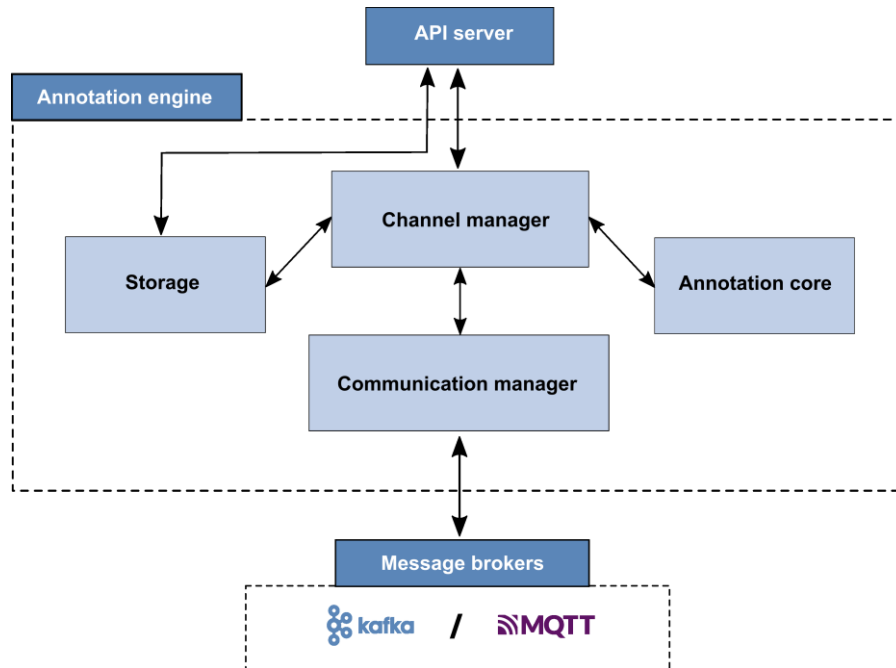 API server
Annotation engine
Channel manager
Storage
Annotation core
Communication manager
Message brokers
kafka / MQTT